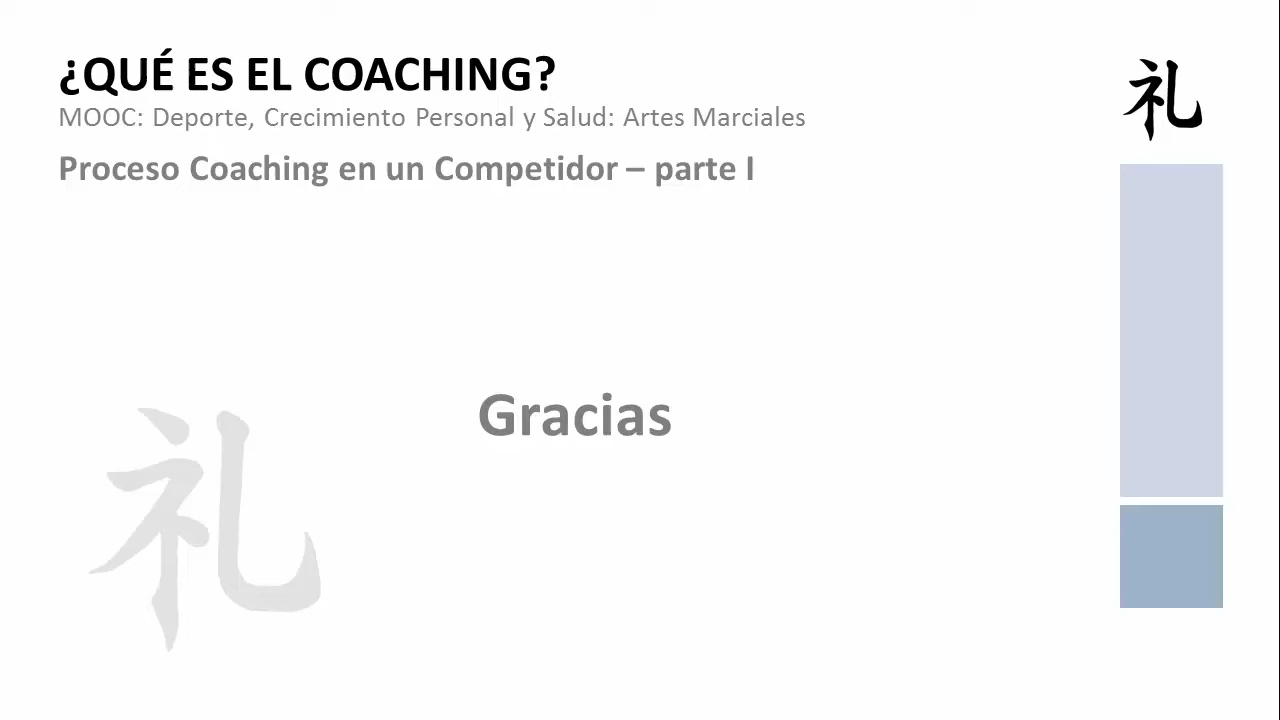 ¿QUÉ ES EL COACHING?
礼
MOOC: Deporte, Crecimiento Personal y Salud: Artes Marciales
Proceso Coaching en un Competidor – parte I
Gracias
礼